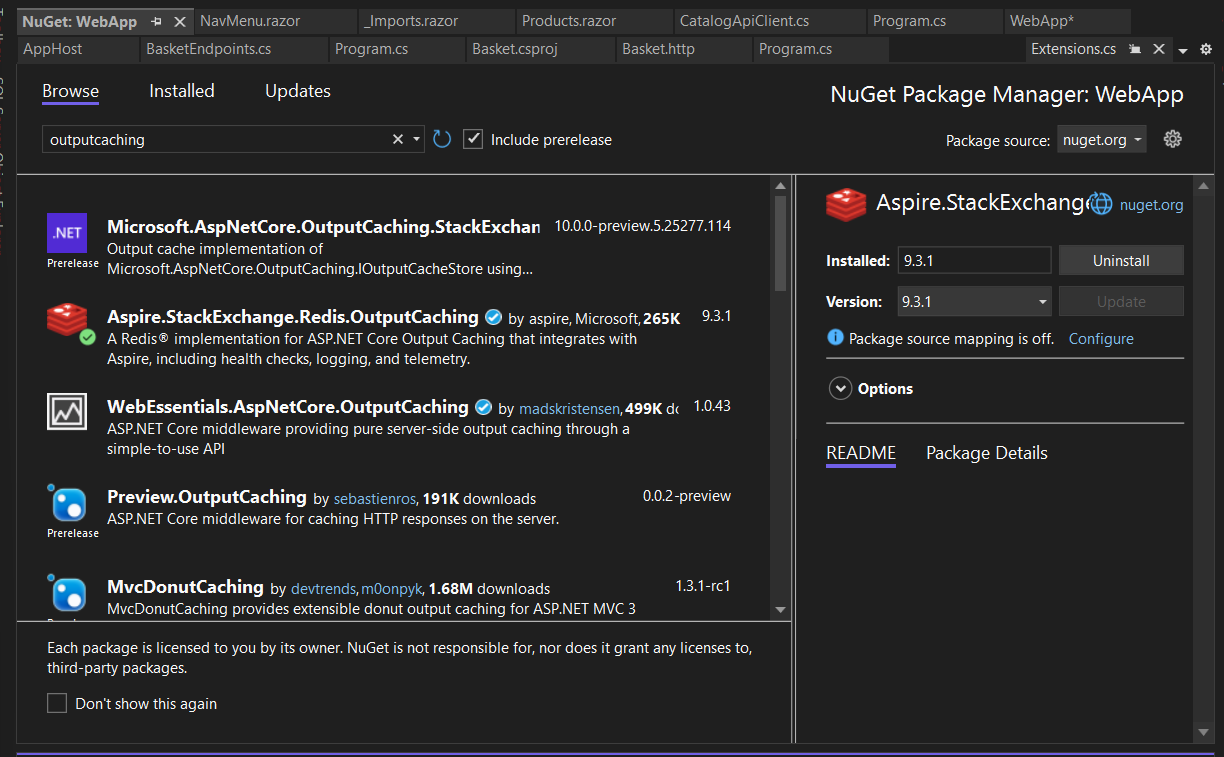 NuGet: WebApp
NavMenu.razor
_Imports.razor
Products.razor
CatalogApiClient.cs
Program.cs
WebApp*
AppHost
BasketEndpoints.cs
Program.cs
Basket.csproj
Basket.http
Program.cs
Extensions.cs
Browse
Installed
Updates
NuGet Package Manager: WebApp
outputcaching
Include prerelease
Package source: nuget.org
.NET
Prerelease
Microsoft.AspNetCore.OutputCaching.StackExchan 10.0.0-preview.5.25277.114
Output cache implementation of
Microsoft.AspNetCore.OutputCaching.IOutputCacheStore using...
Aspire.StackExchange.Redis.OutputCaching by aspire, Microsoft, 265K 9.3.1
A Redis® implementation for ASP.NET Core Output Caching that integrates with
Aspire, including health checks, logging, and telemetry.
WebEssentials.AspNetCore.OutputCaching by madskristensen, 499K dc 1.0.43
ASP.NET Core middleware providing pure server-side output caching through a
simple-to-use API
Preview.OutputCaching by sebastienros, 191K downloads 0.0.2-preview
ASP.NET Core middleware for caching HTTP responses on the server.
Prerelease
MvcDonutCaching by devtrends, m0onpyk, 1.68M downloads 1.3.1-rc1
MvcDonutCaching provides extensible donut output caching for ASP.NET MVC 3
Each package is licensed to you by its owner. NuGet is not responsible for, nor does it grant any licenses to,
third-party packages.
Don't show this again
Aspire.StackExchange
nuget.org
Installed: 9.3.1
Uninstall
Version: 9.3.1
Update
Package source mapping is off. Configure
Options
README
Package Details